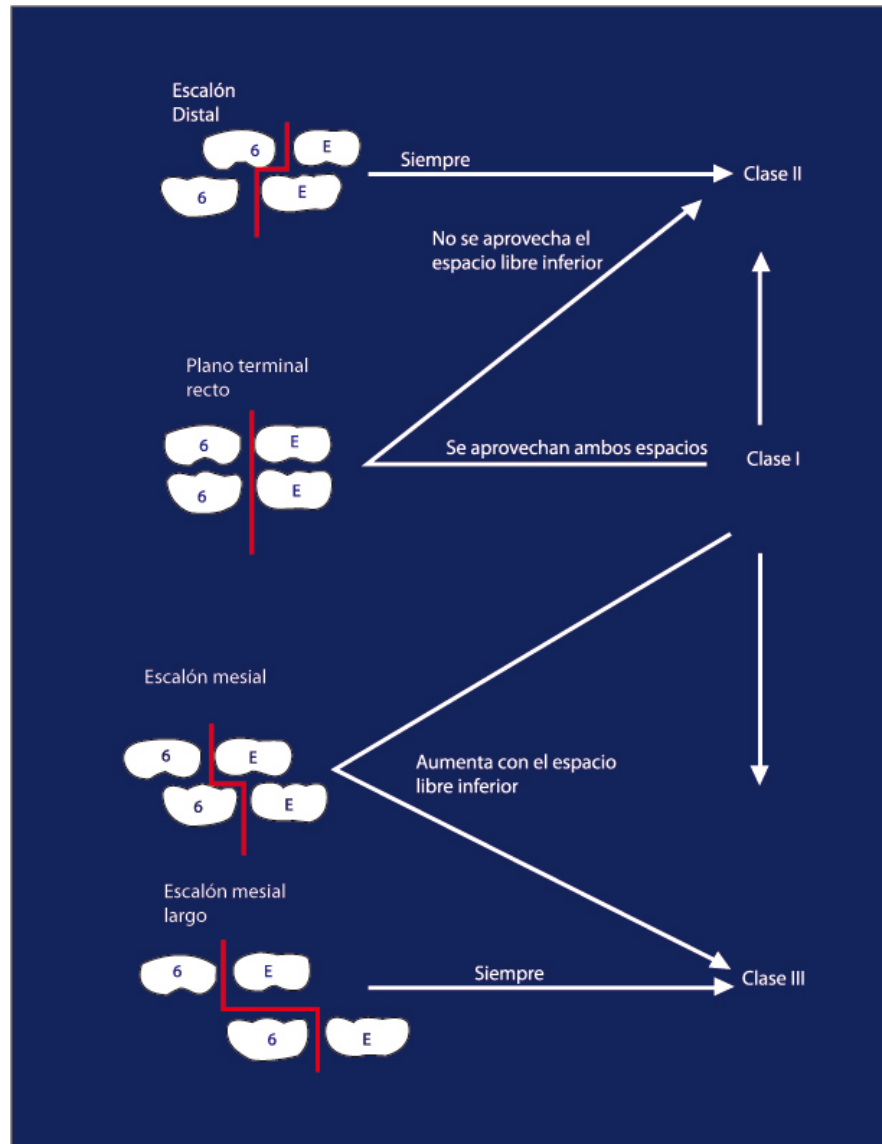 Escalón
Distal
6 E
6 E
Siempre
Clase II
No se aprovecha el
espacio libre inferior
Plano terminal
recto
6 E
6 E
Se aprovechan ambos espacios
Clase I
Escalón mesial
6 E
6 E
Aumenta con el espacio
libre inferior
Escalón mesial
largo
6 E
6 E
Siempre
Clase III